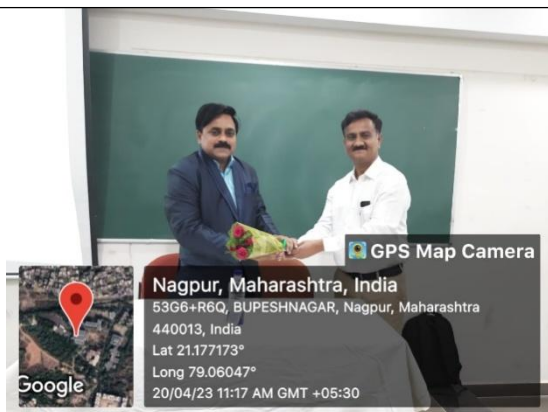 GPS Map Camera
Nagpur, Maharashtra, India
53G6+R6Q, BUPESHNAGAR, Nagpur, Maharashtra
440013, India
Lat 21.177173°
Long 79.06047°
20/04/23 11:17 AM GMT +05:30
Google